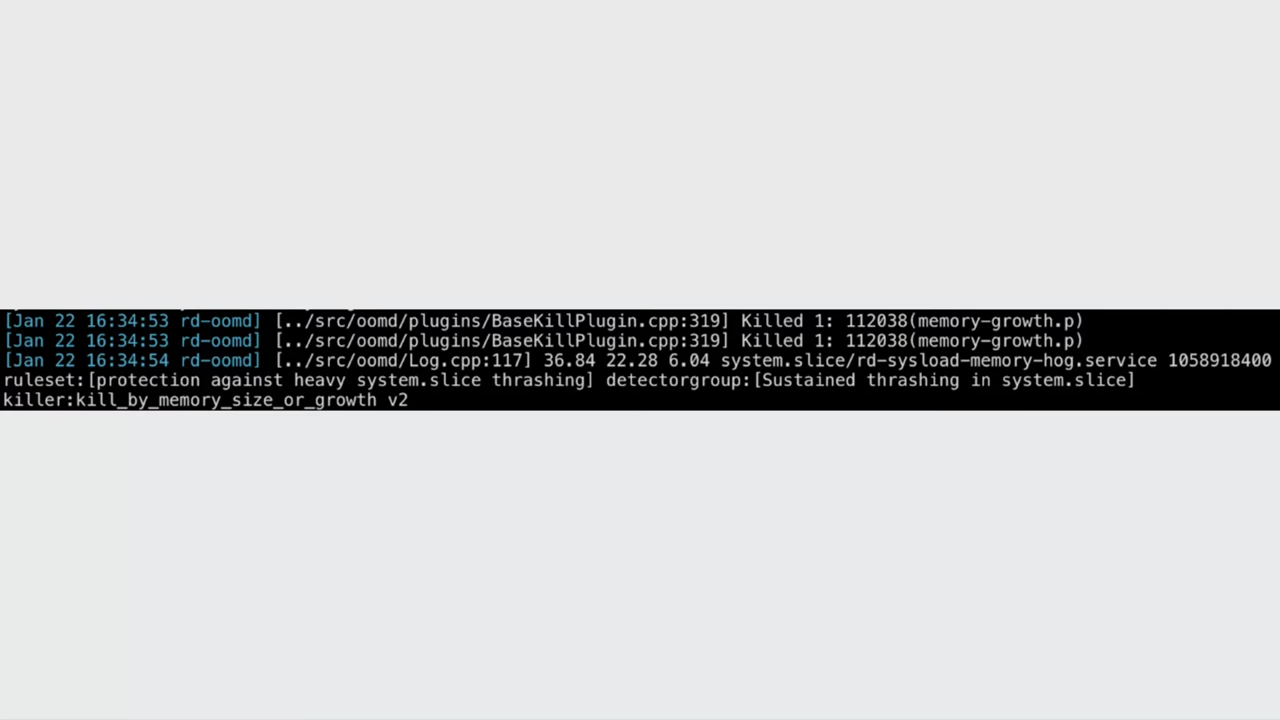 [Jan 22 16:34:53 rd-oomd] [../src/oomd/plugins/BaseKillPlugin.cpp:319] Killed 1: 112038(memory-growth.p)
[Jan 22 16:34:53 rd-oomd] [../src/oomd/plugins/BaseKillPlugin.cpp:319] Killed 1: 112038(memory-growth.p)
[Jan 22 16:34:54 rd-oomd] [../src/oomd/Log.cpp:117] 36.84 22.28 6.04 system.slice/rd-sysload-memory-hog.service 1058918400
ruleset:[protection against heavy system.slice thrashing] detectorgroup:[Sustained thrashing in system.slice]
killer:kill_by_memory_size_or_growth v2